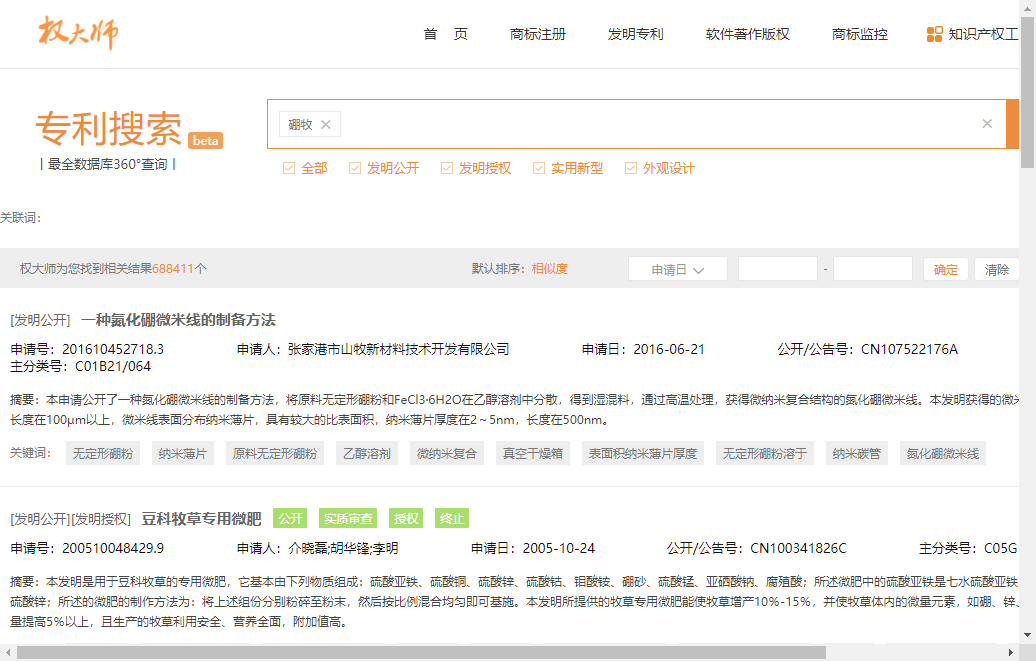 权大师
首 页 商标注册 发明专利 软件著作版权 商标监控 知识产权工
专利搜索 beta
硼牧
最全数据库360°查询
全部 发明公开 发明授权 实用新型 外观设计
关联词:
权大师为您找到相关结果688411个 默认排序： 相似度 申请日 - 确定 清除
[发明公开] 一种氮化硼微米线的制备方法
申请号：201610452718.3 申请人：张家港市山牧新材料技术开发有限公司 申请日：2016-06-21 公开/公告号：CN107522176A
主分类号：C01B21/064
摘要：本申请公开了一种氮化硼微米线的制备方法，将原料无定形硼粉和FeCl3·6H2O在乙醇溶剂中分散，得到湿混料，通过高温处理，获得微纳米复合结构的氮化硼微米线。本发明获得的微米
长度在100μm以上，微米线表面分布纳米薄片，具有较大的比表面积，纳米薄片厚度在2～5nm，长度在500nm。
关键词： 无定形硼粉 纳米薄片 原料无定形硼粉 乙醇溶剂 微纳米复合 真空干燥箱 表面积纳米薄片厚度 无定形硼粉溶于 纳米碳管 氮化硼微米线
[发明公开][发明授权] 豆科牧草专用微肥 公开 实质审查 授权 终止
申请号：200510048429.9 申请人：介晓磊;胡华锋;李明 申请日：2005-10-24 公开/公告号：CN100341826C 主分类号：C05G
摘要：本发明是用于豆科牧草的专用微肥，它基本由下列物质组成：硫酸亚铁、硫酸铜、硫酸锌、硫酸钴、钼酸铵、硼砂、硫酸锰、亚硒酸钠、腐殖酸；所述微肥中的硫酸亚铁是七水硫酸亚铁
硫酸锌；所述的微肥的制作方法为：将上述组份分别粉碎至粉末，然后按比例混合均匀即可基施。本发明所提供的牧草专用微肥能使牧草增产10%-15%，并使牧草体内的微量元素，如硼、锌、
量提高5%以上，且生产的牧草利用安全、营养全面，附加值高。